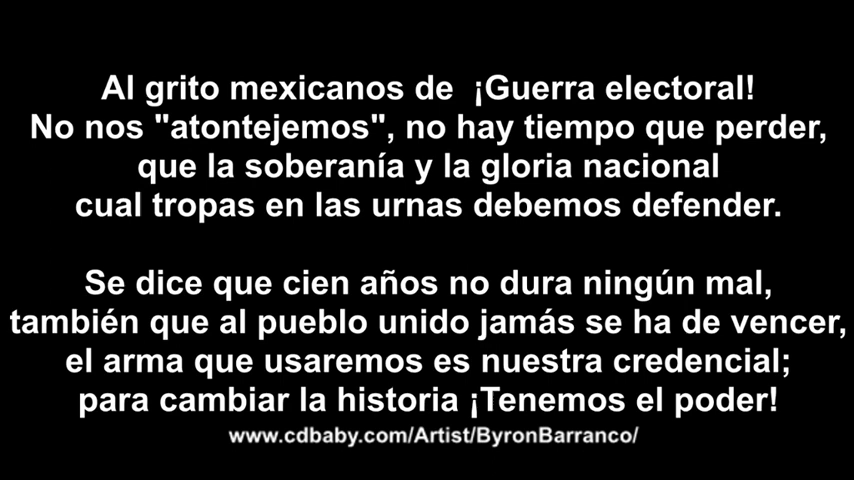 Al grito mexicanos de ¡Guerra electoral!
No nos "atontejemos", no hay tiempo que perder,
que la soberanía y la gloria nacional
cual tropas en las urnas debemos defender.
Se dice que cien años no dura ningún mal,
también que al pueblo unido jamás se ha de vencer,
el arma que usaremos es nuestra credencial;
para cambiar la historia ¡Tenemos el poder!
www.cdbaby.com/Artist/ByronBarranco/